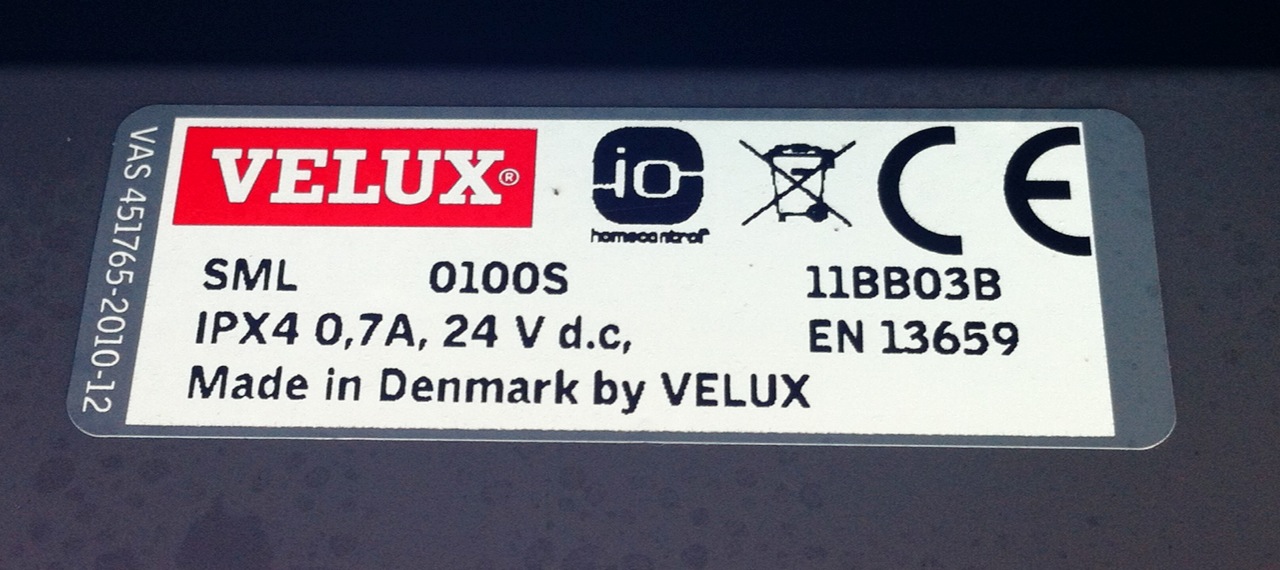 VELUX®
io
homecontrol®
CE
SML 0100S 11BB03B
IPX4 0,7A, 24 V d.c, EN 13659
Made in Denmark by VELUX
VAS 451765-2010-12